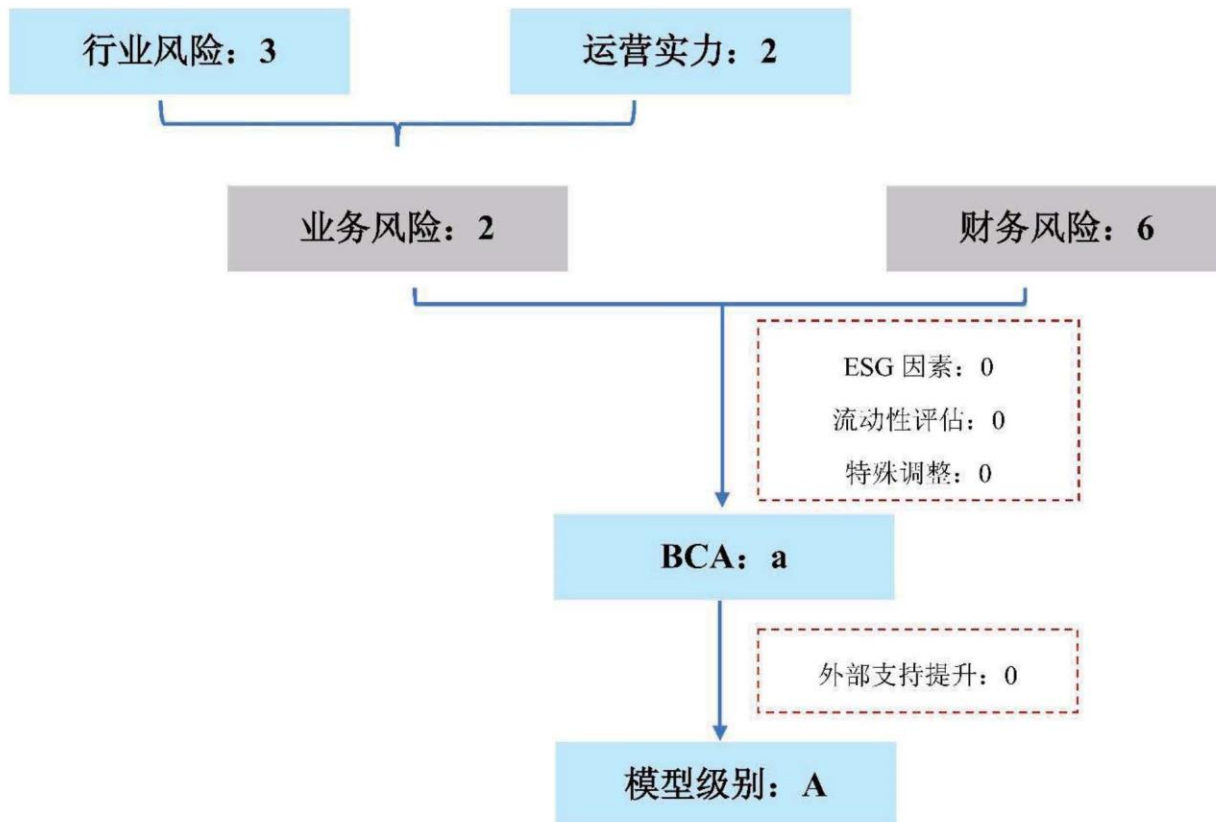 行业风险：3
运营实力：2
业务风险：2
财务风险：6
ESG 因素：0
流动性评估：0
特殊调整：0
BCA：a
外部支持提升：0
模型级别：A